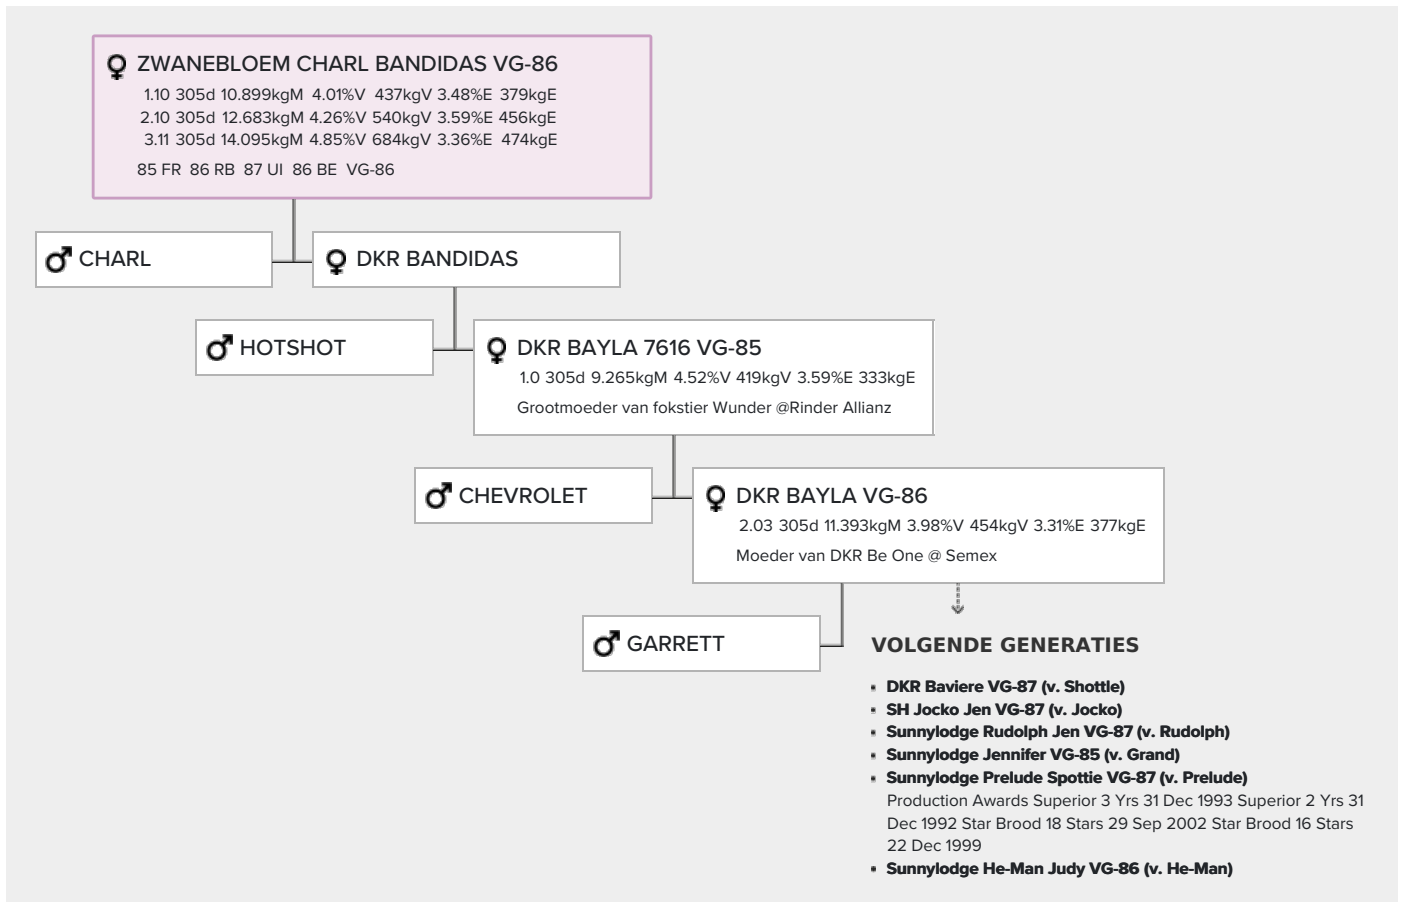 ZWANEBLOEM CHARL BANDIDAS VG-86
1.10 305d 10.899kgM 4.01%V 437kgV 3.48%E 379kgE
2.10 305d 12.683kgM 4.26%V 540kgV 3.59%E 456kgE
3.11 305d 14.095kgM 4.85%V 684kgV 3.36%E 474kgE
85 FR 86 RB 87 UI 86 BE VG-86
CHARL
DKR BANDIDAS
HOTSHOT
DKR BAYLA 7616 VG-85
1.0 305d 9.265kgM 4.52%V 419kgV 3.59%E 333kgE
Grootmoeder van fokstier Wunder @Rinder Allianz
CHEVROLET
DKR BAYLA VG-86
2.03 305d 11.393kgM 3.98%V 454kgV 3.31%E 377kgE
Moeder van DKR Be One @ Semex
GARRETT
VOLGENDE GENERATIES
▪ DKR Baviere VG-87 (v. Shottle)
▪ SH Jocko Jen VG-87 (v. Jocko)
▪ Sunnylodge Rudolph Jen VG-87 (v. Rudolph)
▪ Sunnylodge Jennifer VG-85 (v. Grand)
▪ Sunnylodge Prelude Spottie VG-87 (v. Prelude)
Production Awards Superior 3 Yrs 31 Dec 1993 Superior 2 Yrs 31
Dec 1992 Star Brood 18 Stars 29 Sep 2002 Star Brood 16 Stars
22 Dec 1999
▪ Sunnylodge He-Man Judy VG-86 (v. He-Man)